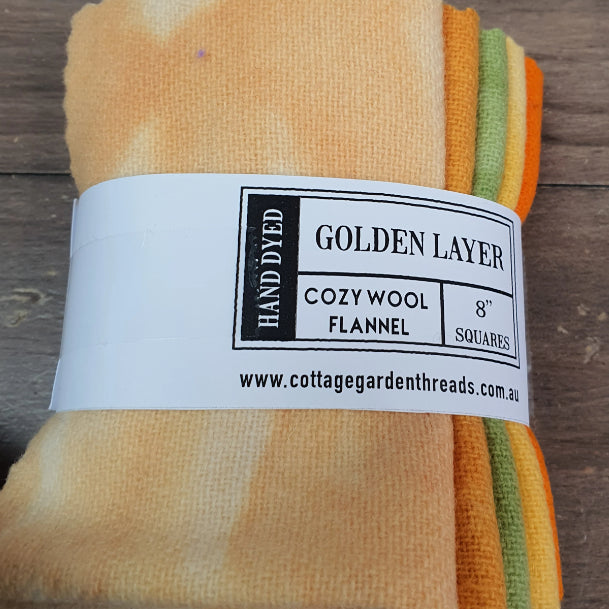 HAND DYED
GOLDEN LAYER
COZY WOOL
FLANNEL
8”
SQUARES
www.cottagegardenthreads.com.au